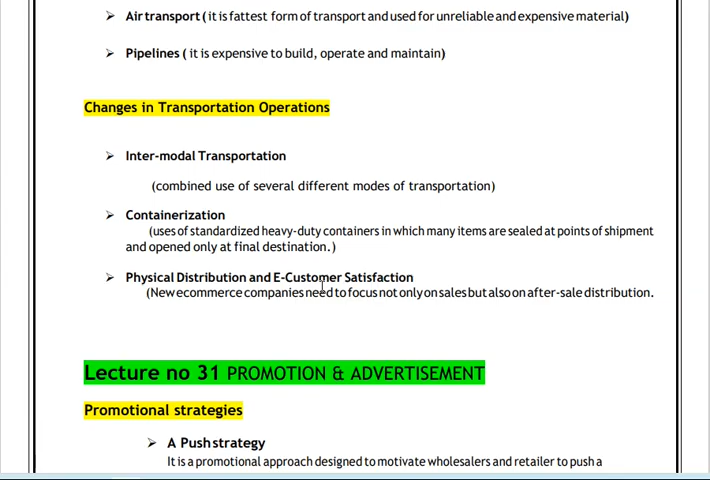 ➢ Air transport ( it is fattest form of transport and used for unreliable and expensive material)
➢ Pipelines ( it is expensive to build, operate and maintain)
Changes in Transportation Operations
➢ Inter-modal Transportation
(combined use of several different modes of transportation)
➢ Containerization
(uses of standardized heavy-duty containers in which many items are sealed at points of shipment
and opened only at final destination.)
➢ Physical Distribution and E-Customer Satisfaction
(New ecommerce companies need to focus not only on sales but also on after-sale distribution.
Lecture no 31 PROMOTION & ADVERTISEMENT
Promotional strategies
➢ A Push strategy
It is a promotional approach designed to motivate wholesalers and retailer to push a